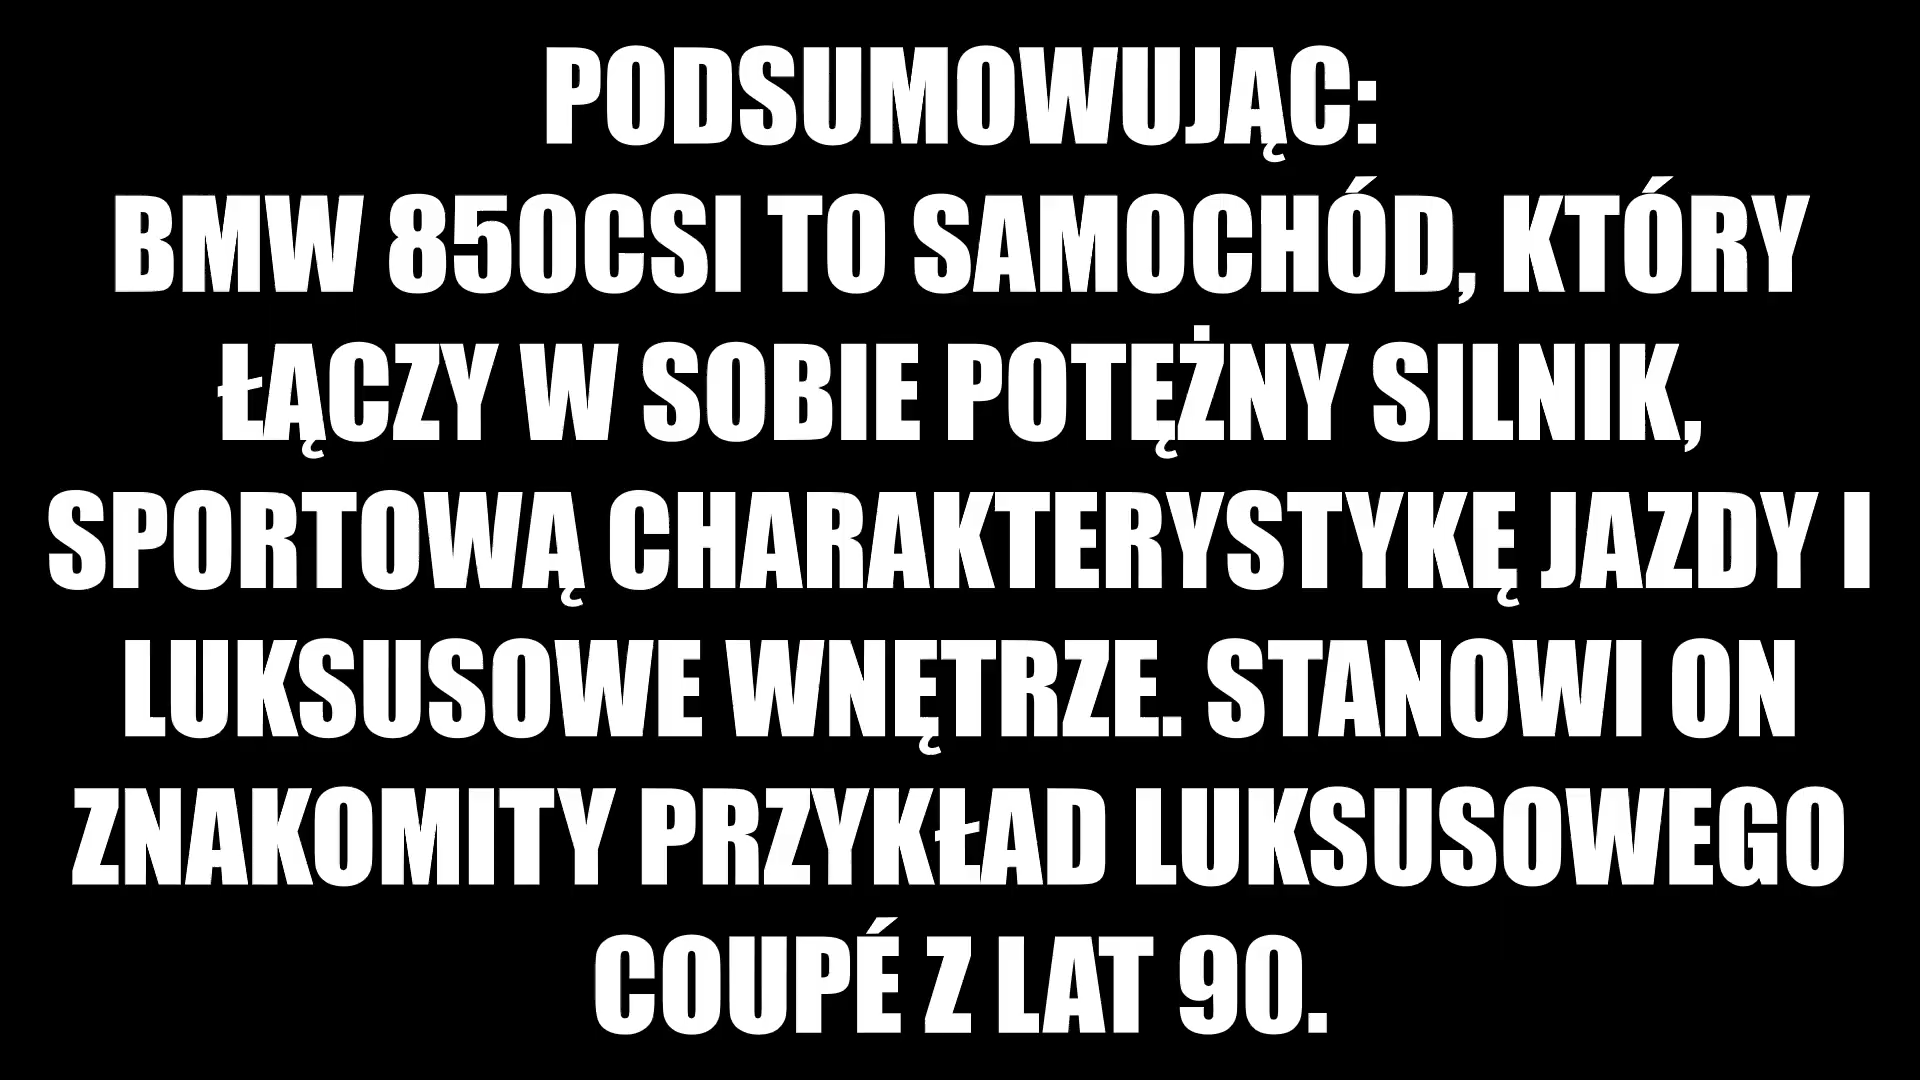 PODSUMOWUJĄC:
BMW 850CSI TO SAMOCHÓD, KTÓRY
ŁĄCZY W SOBIE POTĘŻNY SILNIK,
SPORTOWĄ CHARAKTERYSTYKĘ JAZDY I
LUKSUSOWE WNĘTRZE. STANOWI ON
ZNAKOMITY PRZYKŁAD LUKSUSOWEGO
COUPÉ Z LAT 90.